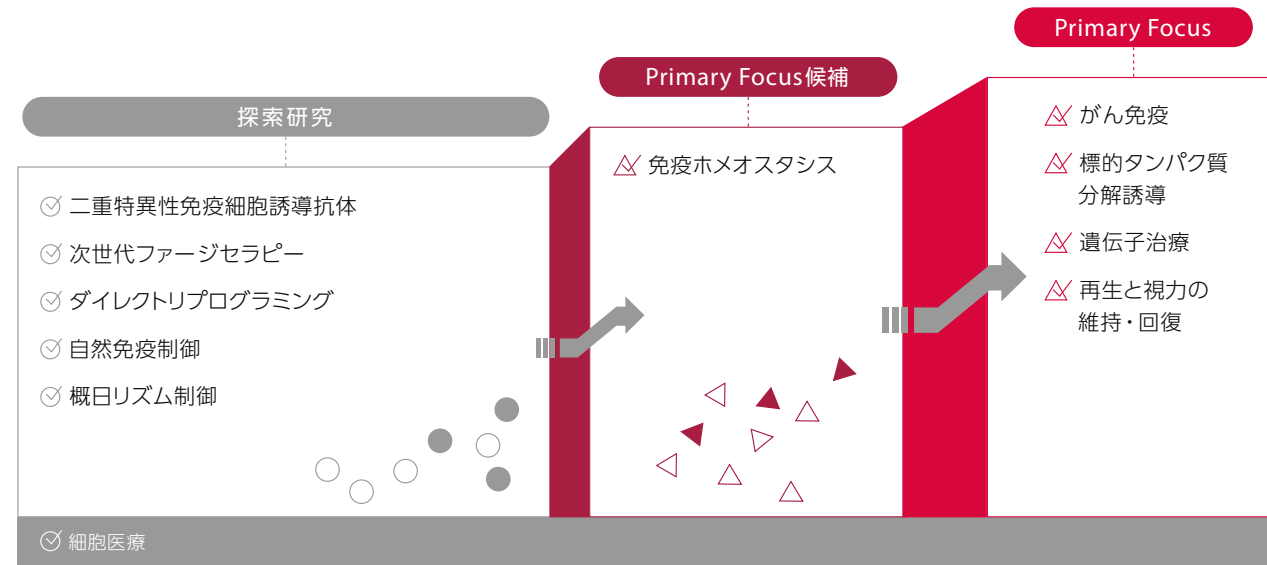 探索研究
二重特異性免疫細胞誘導抗体
次世代ファージセラピー
ダイレクトリプログラミング
自然免疫制御
概日リズム制御
Primary Focus候補
免疫ホメオスタシス
Primary Focus
がん免疫
標的タンパク質
分解誘導
遺伝子治療
再生と視力の
維持・回復
細胞医療